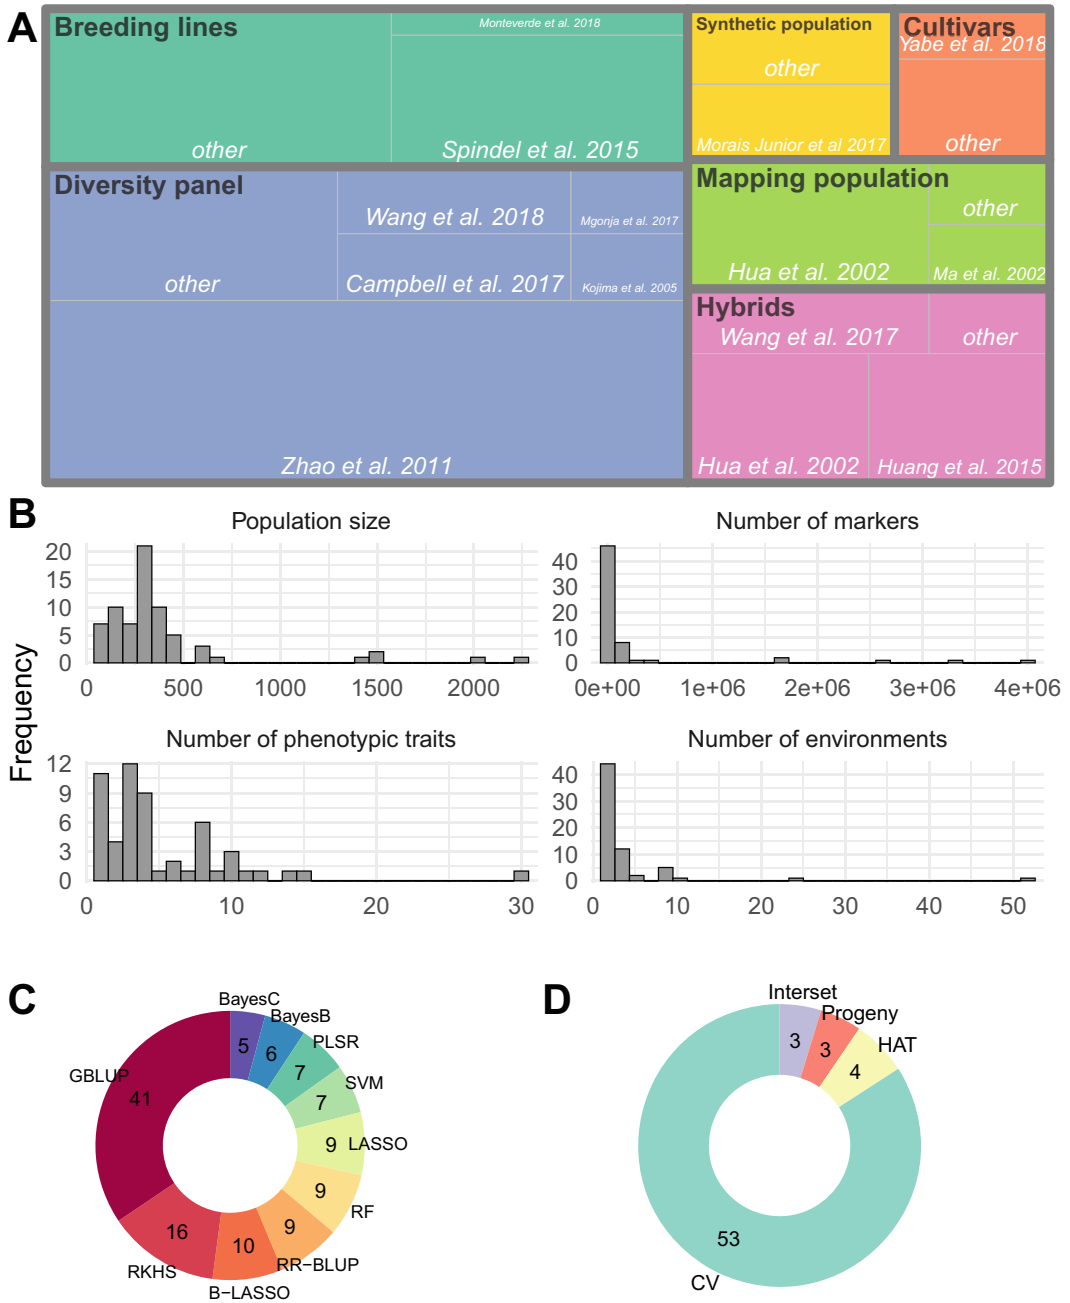 A
Breeding lines
Monteverde et al. 2018
other
Spindel et al. 2015
Synthetic population
other
Morais Junior et al 2017
Cultivars
Yabe et al. 2018
other
Diversity panel
Wang et al. 2018
Mgonja et al. 2017
other
Campbell et al. 2017
Kojima et al. 2005
Zhao et al. 2011
Mapping population
other
Hua et al. 2002
Ma et al. 2002
Hybrids
Wang et al. 2017
other
Hua et al. 2002
Huang et al. 2015
B
Frequency
Population size
20
15
10
5
0
0 500 1000 1500 2000
Number of markers
40
30
20
10
0
0e+00 1e+06 2e+06 3e+06 4e+06
Number of phenotypic traits
12
9
6
3
0
0 10 20 30
Number of environments
40
30
20
10
0
0 10 20 30 40 50
C
BayesC
5
BayesB
6
PLSR
7
SVM
7
LASSO
9
RF
9
RR−BLUP
9
B−LASSO
10
RKHS
16
GBLUP
41
D
Interset
3
Progeny
3
HAT
4
CV
53